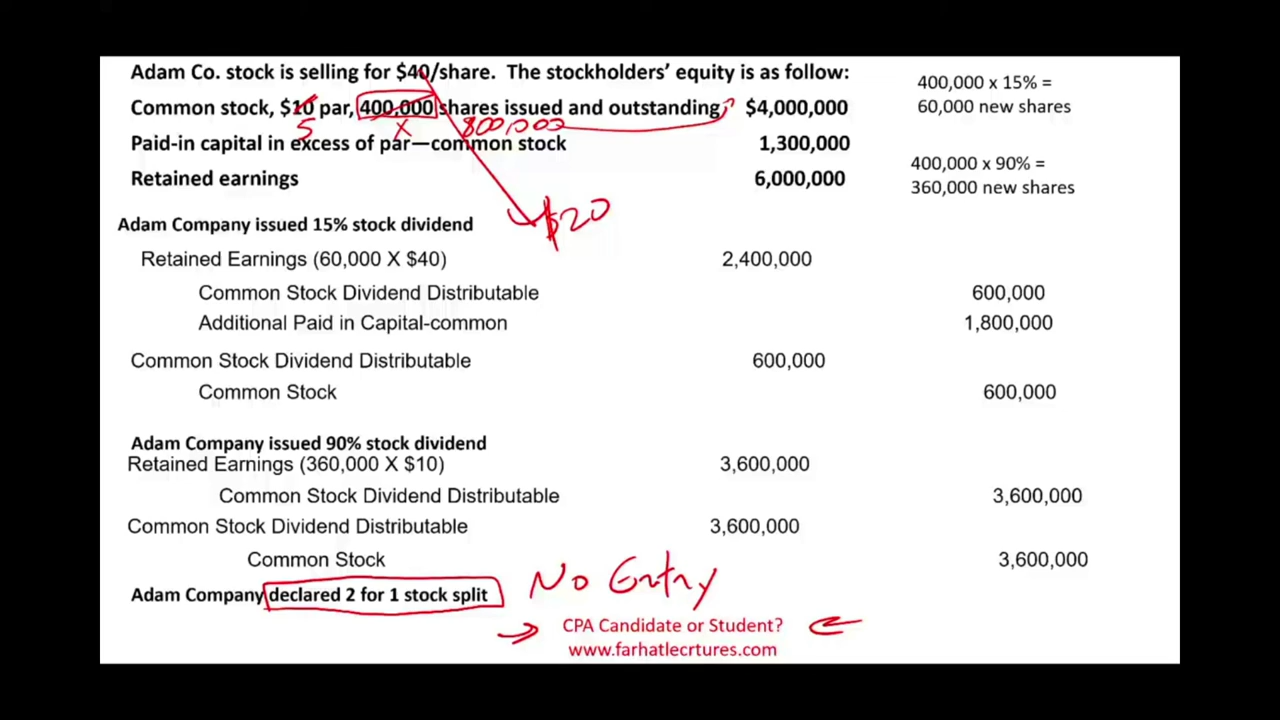 Adam Co. stock is selling for $40/share. The stockholders' equity is as follow:
400,000 x 15% =
60,000 new shares
Common stock, $10 par, 400,000 shares issued and outstanding, $4,000,000
5 x 800,000
Paid-in capital in excess of par—common stock 1,300,000
400,000 x 90% =
360,000 new shares
Retained earnings 6,000,000
$20
Adam Company issued 15% stock dividend
Retained Earnings (60,000 X $40) 2,400,000
Common Stock Dividend Distributable 600,000
Additional Paid in Capital-common 1,800,000
Common Stock Dividend Distributable 600,000
Common Stock 600,000
Adam Company issued 90% stock dividend
Retained Earnings (360,000 X $10) 3,600,000
Common Stock Dividend Distributable 3,600,000
Common Stock Dividend Distributable 3,600,000
Common Stock 3,600,000
Adam Company declared 2 for 1 stock split No Entry
CPA Candidate or Student?
www.farhatlecrtures.com